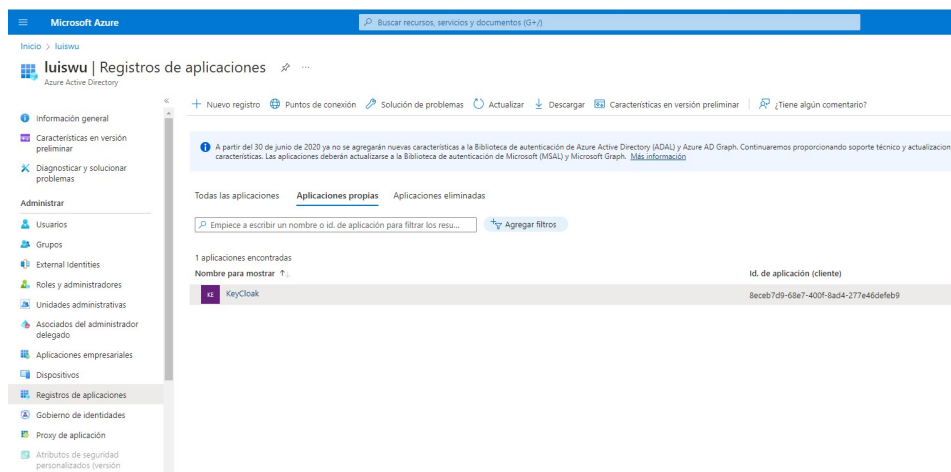 Microsoft Azure
Buscar recursos, servicios y documentos (G+/)
Inicio > luiswu
luiswu | Registros de aplicaciones
Azure Active Directory
+ Nuevo registro Puntos de conexión Solución de problemas Actualizar Descargar Características en versión preliminar ¿Tiene algún comentario?
Información general
Características en versión
preliminar
Diagnosticar y solucionar
problemas
Administrar
Usuarios
Grupos
External Identities
Roles y administradores
Unidades administrativas
Asociados del administrador
delegado
Aplicaciones empresariales
Dispositivos
Registros de aplicaciones
Gobierno de identidades
Proxy de aplicación
Atributos de seguridad
personalizados (versión
A partir del 30 de junio de 2020 ya no se agregarán nuevas características a la Biblioteca de autenticación de Azure Active Directory (ADAL) y Azure AD Graph. Continuaremos proporcionando soporte técnico y actualizacion
características. Las aplicaciones deberán actualizarse a la Biblioteca de autenticación de Microsoft (MSAL) y Microsoft Graph. Más información
Todas las aplicaciones Aplicaciones propias Aplicaciones eliminadas
Empiece a escribir un nombre o id. de aplicación para filtrar los resu... Agregar filtros
1 aplicaciones encontradas
Nombre para mostrar ↑↓ Id. de aplicación (cliente)
KE KeyCloak 8eceb7d9-68e7-400f-8ad4-277e46defeb9